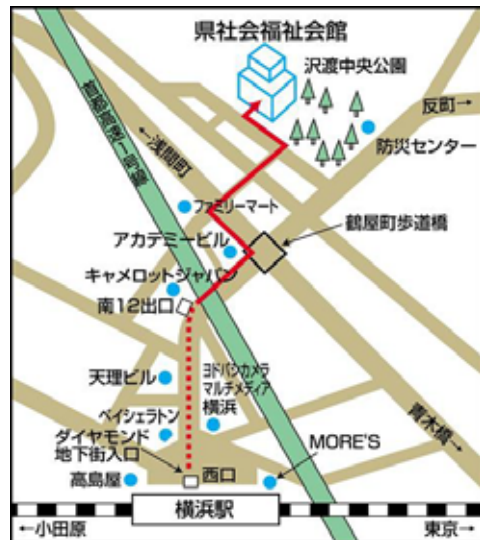 県社会福祉会館
沢渡中央公園
反町→
防災センター
首都高速1号線
←浅間町
ファミリーマート
鶴屋町歩道橋
アカデミービル
キャメロットジャパン
南12出口
天理ビル
ヨドバシカメラ
マルチメディア
横浜
ベイシェラトン
ダイヤモンド
地下街入口
MORE'S
青木橋→
高島屋
西口
横浜駅
←小田原
東京→